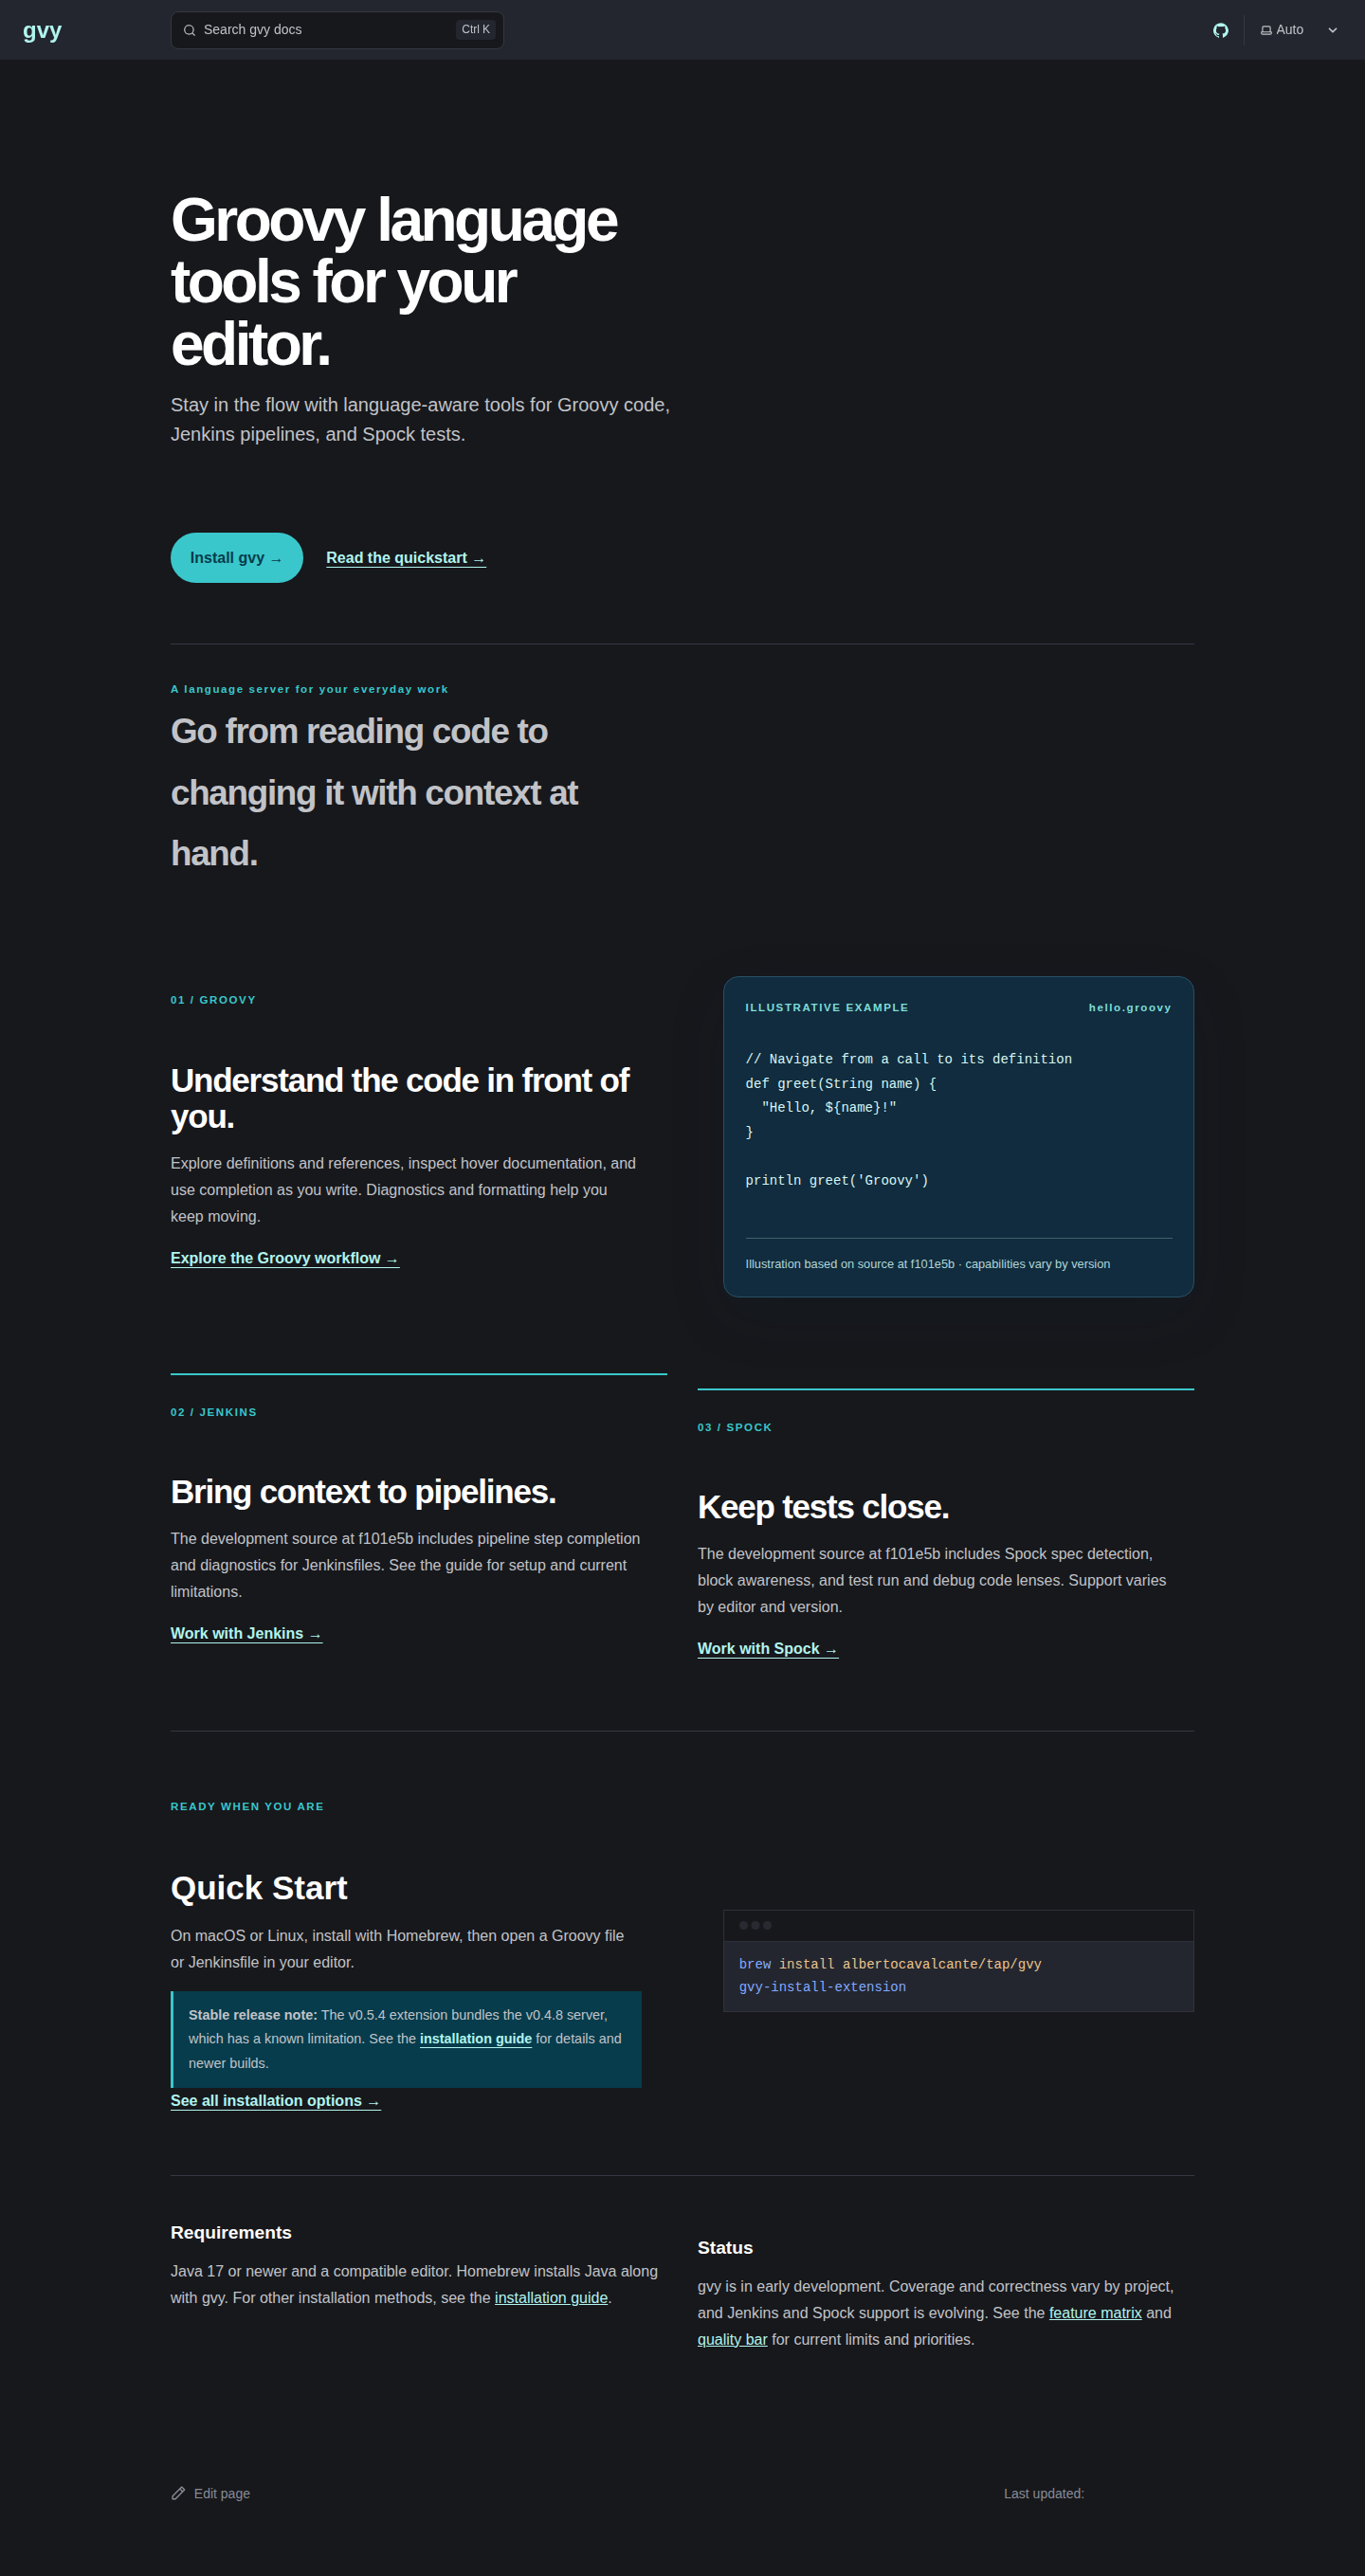 gvy
Search gvy docs
Ctrl K
Auto
Groovy language
tools for your
editor.
Stay in the flow with language-aware tools for Groovy code,
Jenkins pipelines, and Spock tests.
Install gvy →
Read the quickstart →
A language server for your everyday work
Go from reading code to
changing it with context at
hand.
01 / GROOVY
Understand the code in front of
you.
Explore definitions and references, inspect hover documentation, and
use completion as you write. Diagnostics and formatting help you
keep moving.
Explore the Groovy workflow →
ILLUSTRATIVE EXAMPLE
hello.groovy
// Navigate from a call to its definition
def greet(String name) {
  "Hello, ${name}!"
}
println greet('Groovy')
Illustration based on source at f101e5b · capabilities vary by version
02 / JENKINS
Bring context to pipelines.
The development source at f101e5b includes pipeline step completion
and diagnostics for Jenkinsfiles. See the guide for setup and current
limitations.
Work with Jenkins →
03 / SPOCK
Keep tests close.
The development source at f101e5b includes Spock spec detection,
block awareness, and test run and debug code lenses. Support varies
by editor and version.
Work with Spock →
READY WHEN YOU ARE
Quick Start
On macOS or Linux, install with Homebrew, then open a Groovy file
or Jenkinsfile in your editor.
Stable release note: The v0.5.4 extension bundles the v0.4.8 server,
which has a known limitation. See the installation guide for details and
newer builds.
See all installation options →
brew install albertocavalcante/tap/gvy
gvy-install-extension
Requirements
Java 17 or newer and a compatible editor. Homebrew installs Java along
with gvy. For other installation methods, see the installation guide.
Status
gvy is in early development. Coverage and correctness vary by project,
and Jenkins and Spock support is evolving. See the feature matrix and
quality bar for current limits and priorities.
Edit page
Last updated: